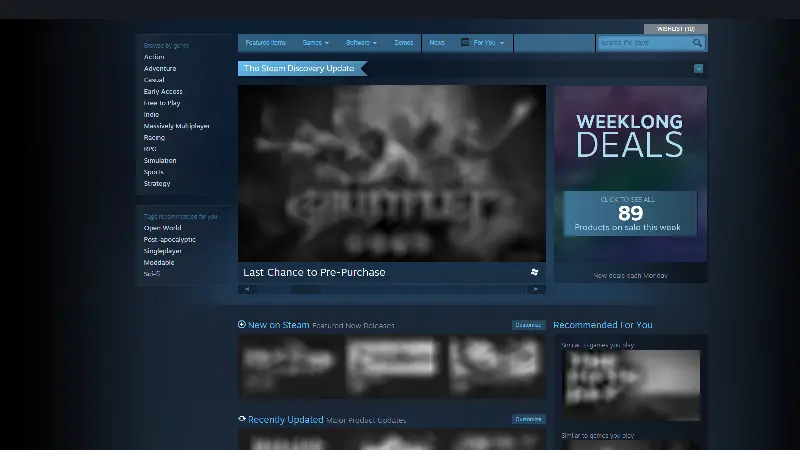 WISHLIST (10)
Featured Items
Games
Software
Demos
News
For You
search the store
Browse by genre
Action
Adventure
Casual
Early Access
Free to Play
Indie
Massively Multiplayer
Racing
RPG
Simulation
Sports
Strategy
Tags recommended for you
Open World
Post-apocalyptic
Singleplayer
Moddable
Sci-fi
The Steam Discovery Update
GAUNTLET
Last Chance to Pre-Purchase
WEEKLONG
DEALS
CLICK TO SEE ALL
89
Products on sale this week
New deals each Monday
New on Steam Featured New Releases
Customize
Recently Updated Major Product Updates
Customize
Recommended For You
Similar to games you play
Similar to games you play